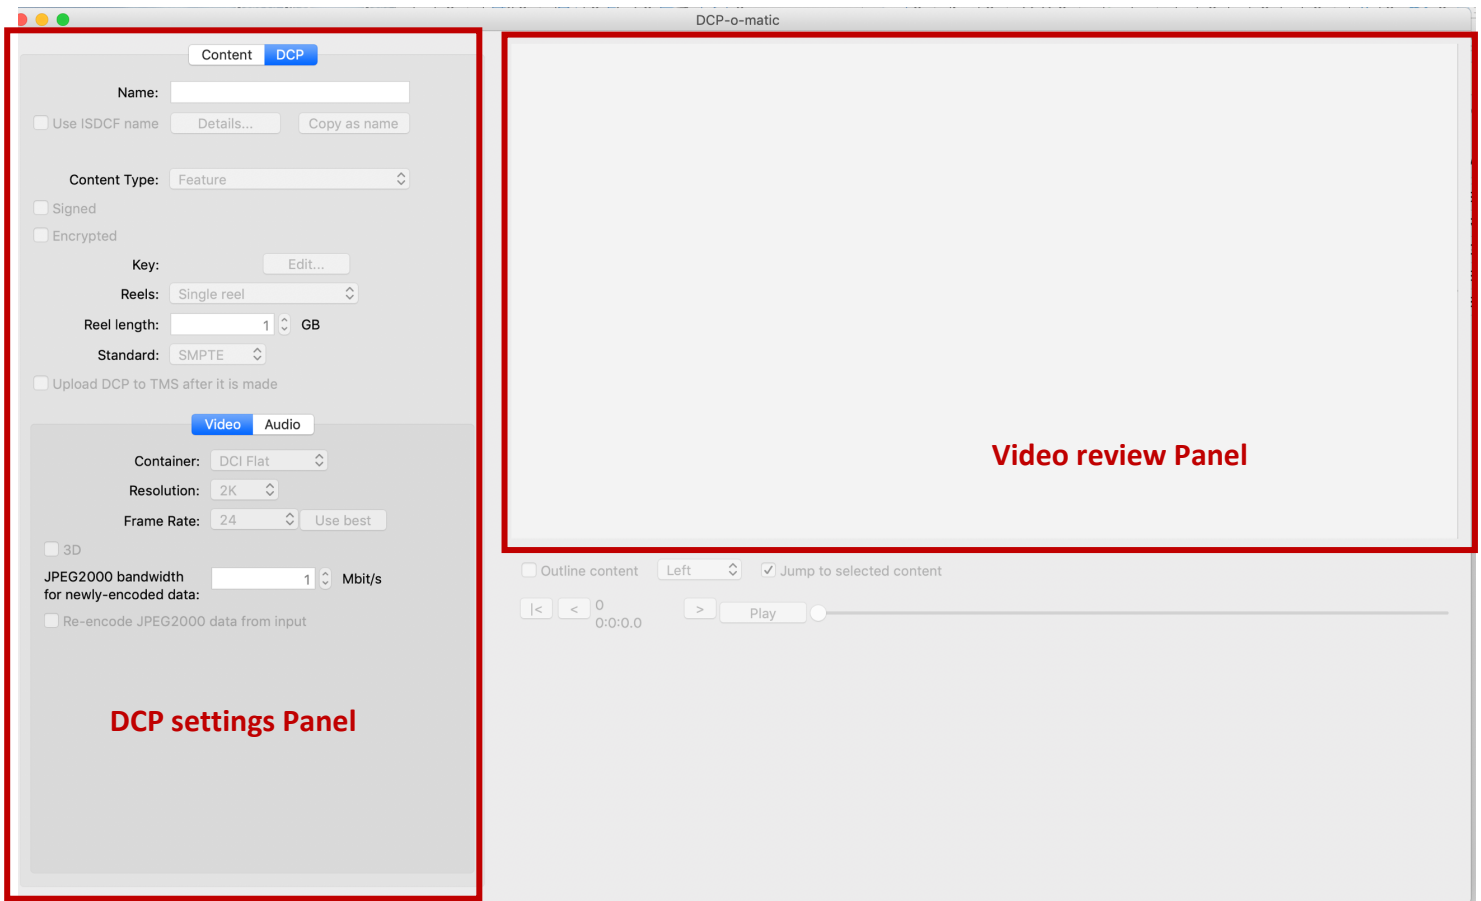 DCP-o-matic
Content DCP
Name:
Use ISDCF name Details... Copy as name
Content Type: Feature
Signed
Encrypted
Key: Edit...
Reels: Single reel
Reel length: 1 GB
Standard: SMPTE
Upload DCP to TMS after it is made
Video Audio
Container: DCI Flat
Resolution: 2K
Frame Rate: 24 Use best
3D
JPEG2000 bandwidth
for newly-encoded data: 1 Mbit/s
Re-encode JPEG2000 data from input
DCP settings Panel
Video review Panel
Outline content Left Jump to selected content
|< < 0 > Play
0:0:0.0